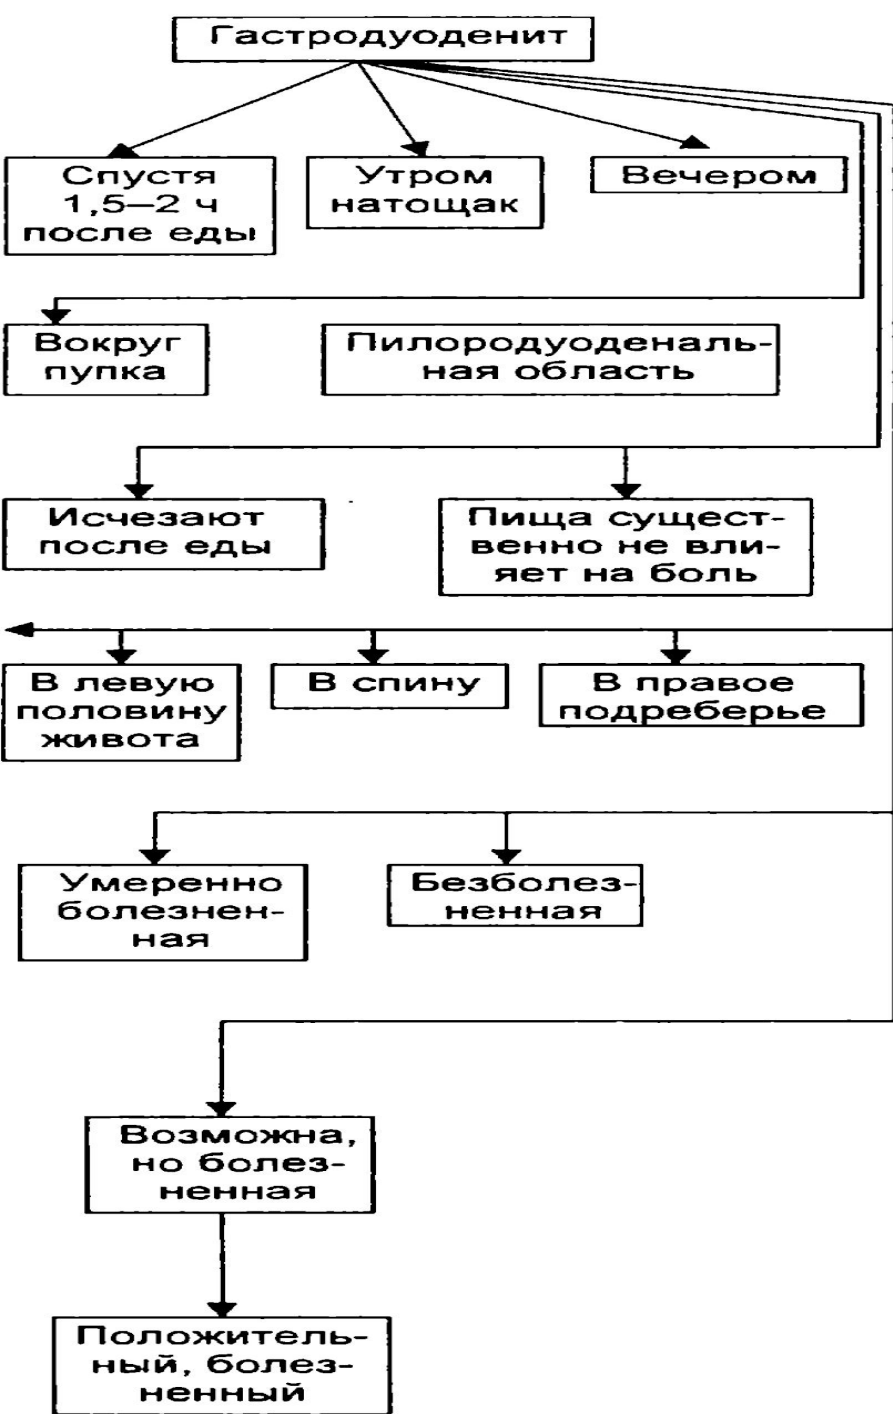 Гастродуоденит
Спустя
1,5—2 ч
после еды
Утром
натощак
Вечером
Вокруг
пупка
Пилородуоденаль-
ная область
Исчезают
после еды
Пища сущест-
венно не вли-
яет на боль
В левую
половину
живота
В спину
В правое
подреберье
Умеренно
болезнен-
ная
Безболез-
ненная
Возможна,
но болез-
ненная
Положитель-
ный, болез-
ненный